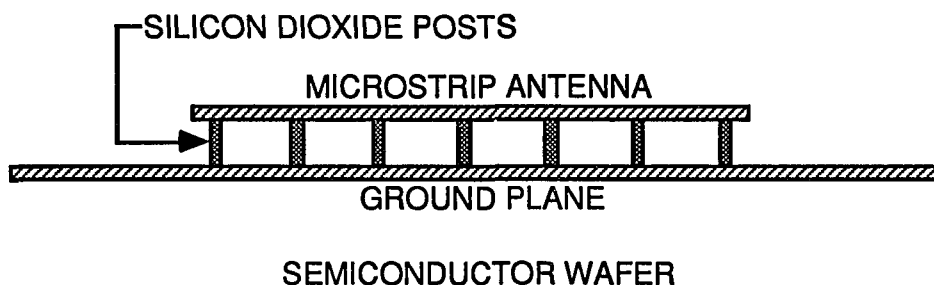 SILICON DIOXIDE POSTS
MICROSTRIP ANTENNA
GROUND PLANE
SEMICONDUCTOR WAFER